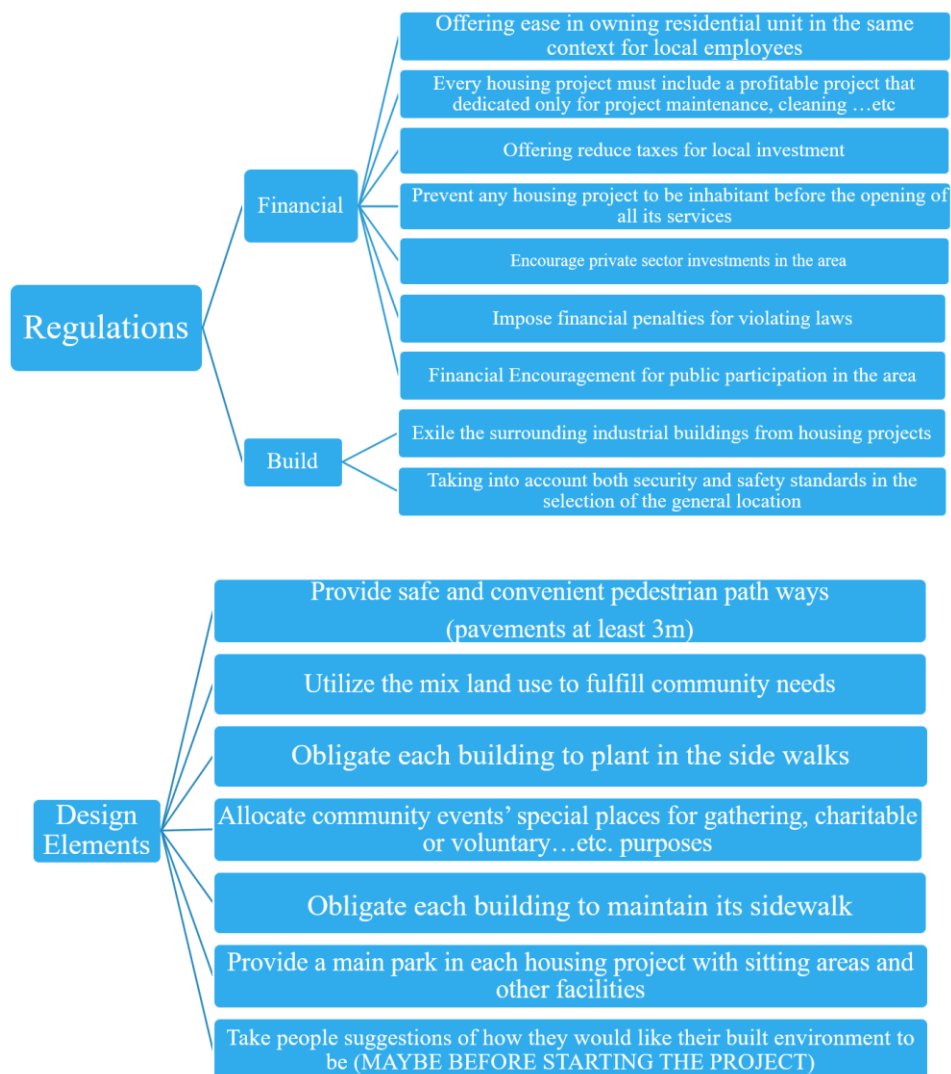 Offering ease in owning residential unit in the same
context for local employees
Every housing project must include a profitable project that
dedicated only for project maintenance, cleaning …etc
Offering reduce taxes for local investment
Financial
Prevent any housing project to be inhabitant before the opening of
all its services
Encourage private sector investments in the area
Regulations
Impose financial penalties for violating laws
Financial Encouragement for public participation in the area
Exile the surrounding industrial buildings from housing projects
Build
Taking into account both security and safety standards in the
selection of the general location
Provide safe and convenient pedestrian path ways
(pavements at least 3m)
Utilize the mix land use to fulfill community needs
Obligate each building to plant in the side walks
Design
Elements
Allocate community events’ special places for gathering, charitable
or voluntary…etc. purposes
Obligate each building to maintain its sidewalk
Provide a main park in each housing project with sitting areas and
other facilities
Take people suggestions of how they would like their built environment to
be (MAYBE BEFORE STARTING THE PROJECT)